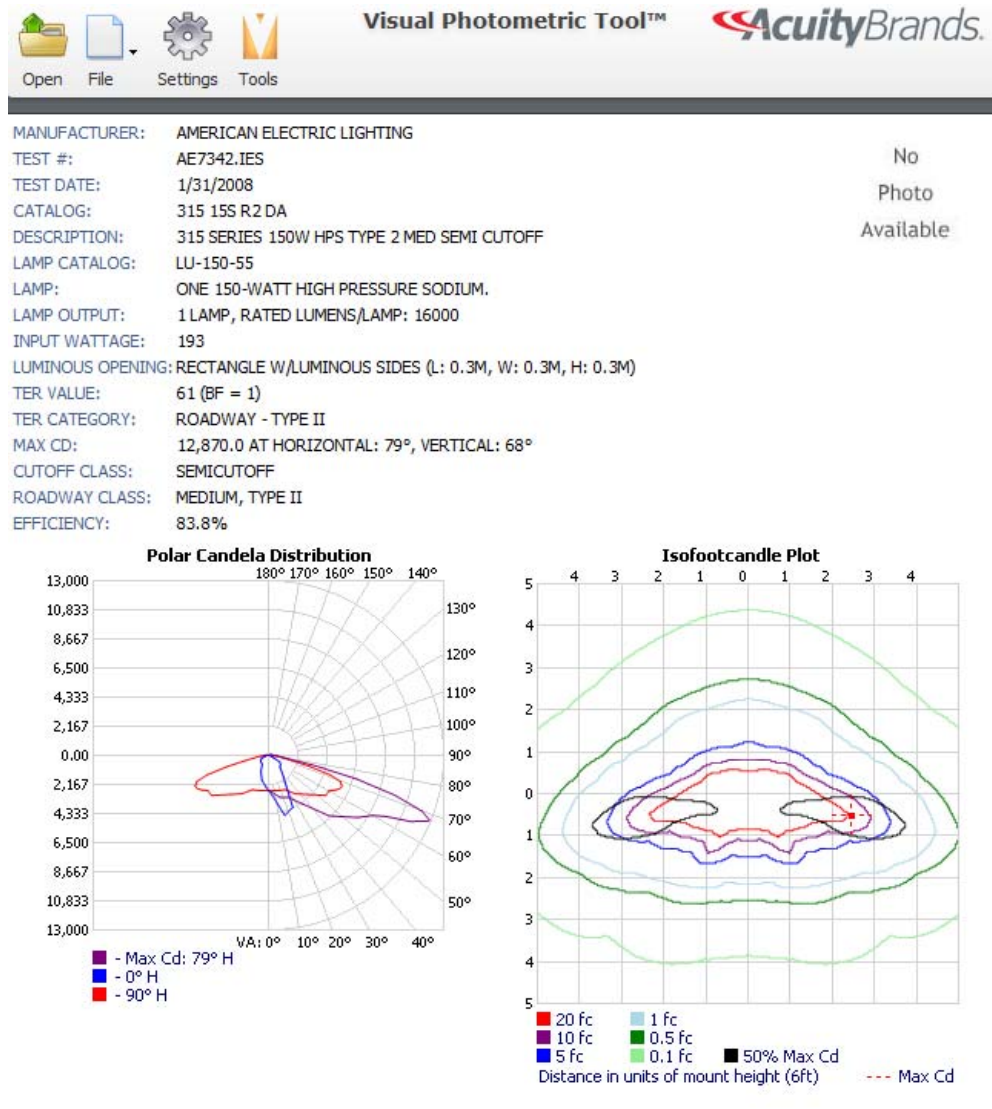 Visual Photometric Tool™
AcuityBrands.
Open File Settings Tools
MANUFACTURER: AMERICAN ELECTRIC LIGHTING
TEST #: AE7342.IES
TEST DATE: 1/31/2008
CATALOG: 315 15S R2 DA
DESCRIPTION: 315 SERIES 150W HPS TYPE 2 MED SEMI CUTOFF
LAMP CATALOG: LU-150-55
LAMP: ONE 150-WATT HIGH PRESSURE SODIUM.
LAMP OUTPUT: 1 LAMP, RATED LUMENS/LAMP: 16000
INPUT WATTAGE: 193
LUMINOUS OPENING: RECTANGLE W/LUMINOUS SIDES (L: 0.3M, W: 0.3M, H: 0.3M)
TER VALUE: 61 (BF = 1)
TER CATEGORY: ROADWAY - TYPE II
MAX CD: 12,870.0 AT HORIZONTAL: 79°, VERTICAL: 68°
CUTOFF CLASS: SEMICUTOFF
ROADWAY CLASS: MEDIUM, TYPE II
EFFICIENCY: 83.8%
No
Photo
Available
Polar Candela Distribution
180° 170° 160° 150° 140°
13,000
10,833
8,667
6,500
4,333
2,167
0.00
2,167
4,333
6,500
8,667
10,833
13,000
130°
120°
110°
100°
90°
80°
70°
60°
50°
VA: 0° 10° 20° 30° 40°
- Max Cd: 79° H
- 0° H
- 90° H
Isofootcandle Plot
4 3 2 1 0 1 2 3 4
5
4
3
2
1
0
1
2
3
4
5
20 fc 1 fc
10 fc 0.5 fc
5 fc 0.1 fc 50% Max Cd
Distance in units of mount height (6ft) --- Max Cd